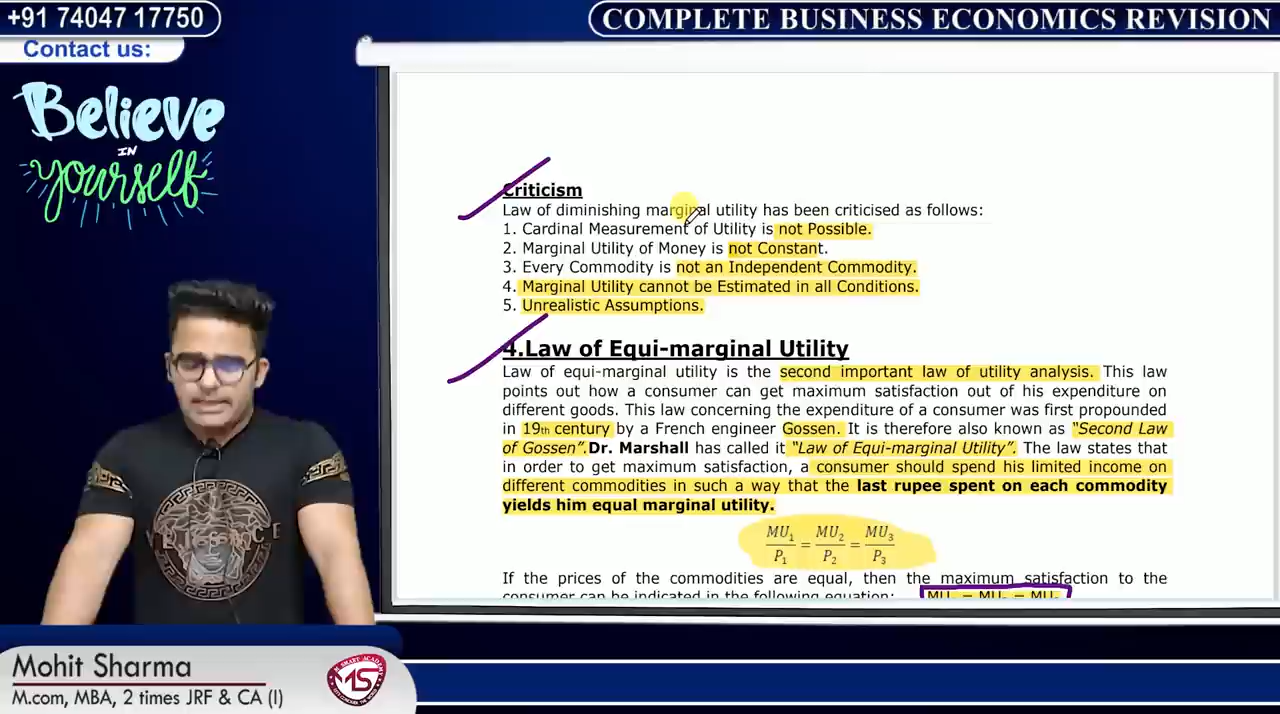 +91 74047 17750
Contact us:
COMPLETE BUSINESS ECONOMICS REVISION
Believe
IN
yourself
Criticism
Law of diminishing marginal utility has been criticised as follows:
1. Cardinal Measurement of Utility is not Possible.
2. Marginal Utility of Money is not Constant.
3. Every Commodity is not an Independent Commodity.
4. Marginal Utility cannot be Estimated in all Conditions.
5. Unrealistic Assumptions.
4.Law of Equi-marginal Utility
Law of equi-marginal utility is the second important law of utility analysis. This law
points out how a consumer can get maximum satisfaction out of his expenditure on
different goods. This law concerning the expenditure of a consumer was first propounded
in 19th century by a French engineer Gossen. It is therefore also known as "Second Law
of Gossen".Dr. Marshall has called it "Law of Equi-marginal Utility". The law states that
in order to get maximum satisfaction, a consumer should spend his limited income on
different commodities in such a way that the last rupee spent on each commodity
yields him equal marginal utility.
MU₁/P₁ = MU₂/P₂ = MU₃/P₃
If the prices of the commodities are equal, then the maximum satisfaction to the
consumer can be indicated in the following equation:
Mohit Sharma
M.com, MBA, 2 times JRF & CA (I)
MS